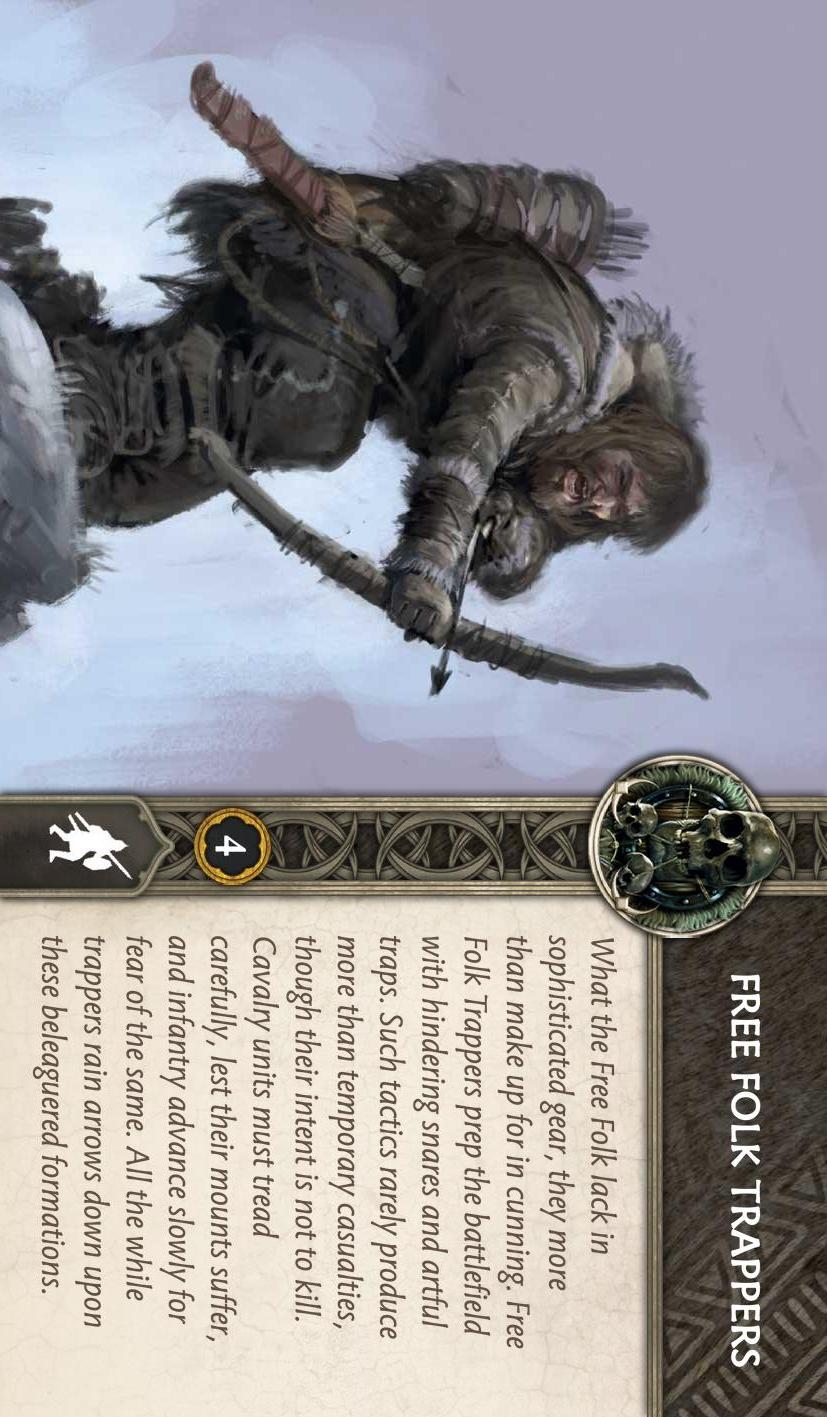 FREE FOLK TRAPPERS
What the Free Folk lack in
sophisticated gear, they more
than make up for in cunning. Free
Folk Trappers prep the battlefield
with hindering snares and artful
traps. Such tactics rarely produce
more than temporary casualties,
though their intent is not to kill.
Cavalry units must tread
carefully, lest their mounts suffer,
and infantry advance slowly for
fear of the same. All the while
trappers rain arrows down upon
these beleaguered formations.
4